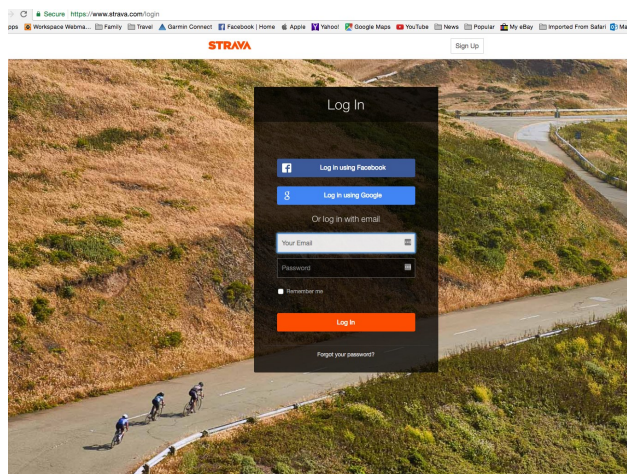 Secure https://www.strava.com/login
pps Workspace Webma... Family Travel Garmin Connect Facebook | Home Apple Yahoo! Google Maps YouTube News Popular My eBay Imported From Safari Ma
STRAVA
Sign Up
Log In
Log in using Facebook
Log in using Google
Or log in with email
Your Email
Password
Remember me
Log In
Forgot your password?